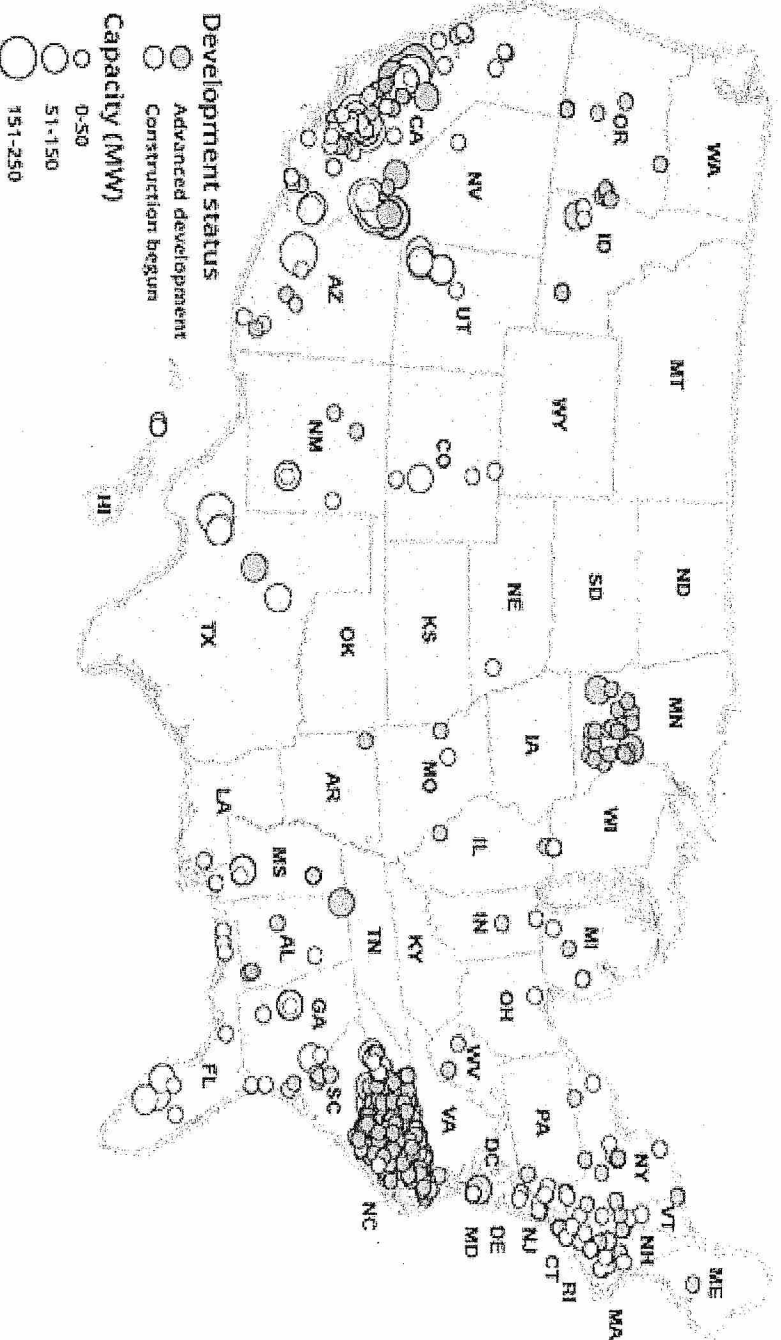 WA
MT
ND
MN
OR
ID
WY
SD
WI
MI
NY
VT
NH
ME
MA
RI
CT
NJ
DE
MD
DC
PA
NV
UT
CO
NE
IA
IL
IN
OH
WV
VA
CA
AZ
NM
KS
MO
KY
TN
NC
OK
AR
SC
TX
LA
MS
AL
GA
FL
HI
Development status
Advanced development
Construction begun
Capacity (MW)
0-50
51-150
151-250